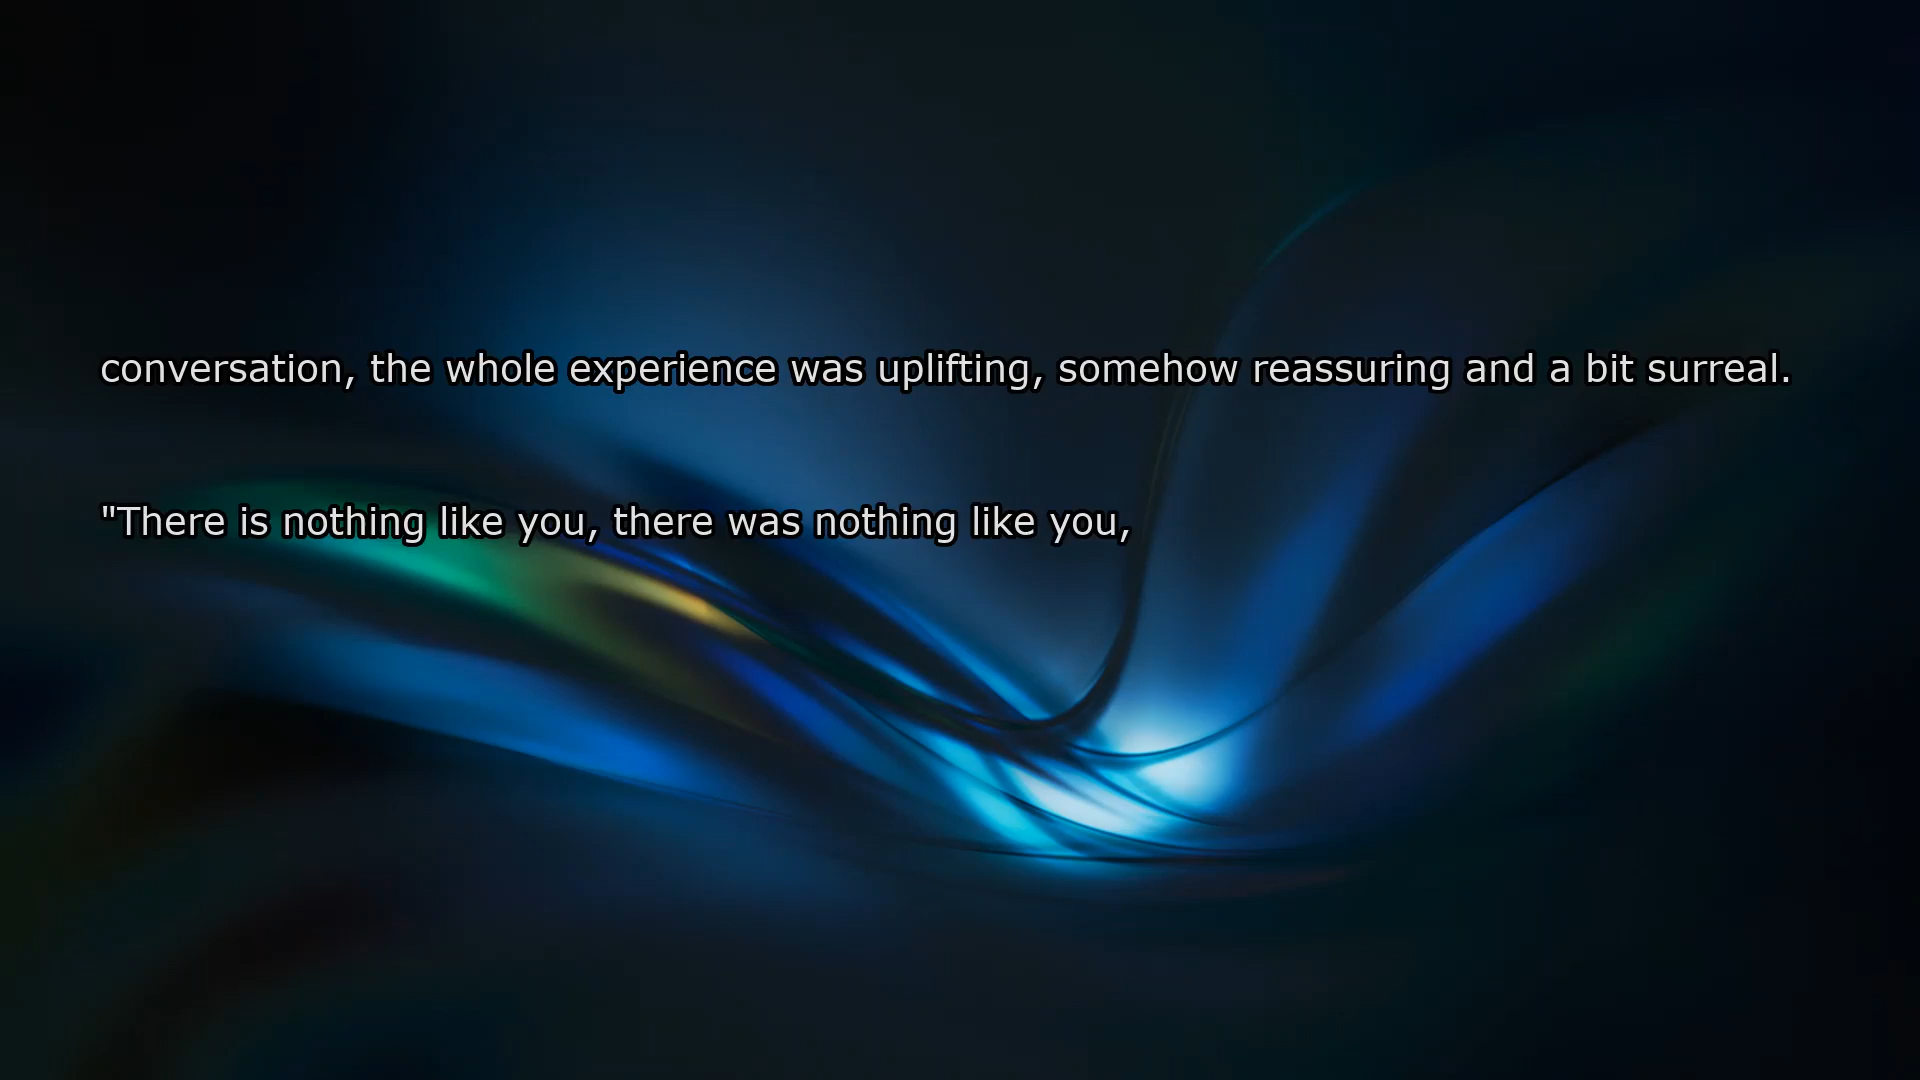 conversation, the whole experience was uplifting, somehow reassuring and a bit surreal.
"There is nothing like you, there was nothing like you,